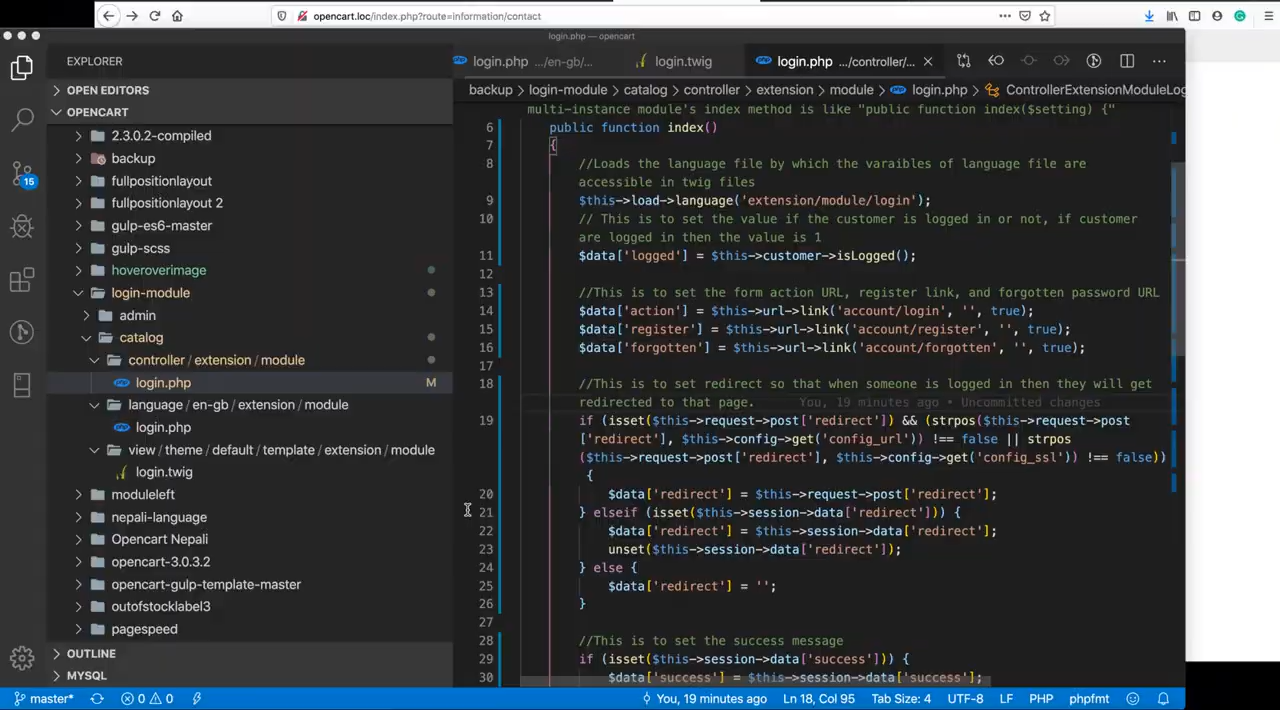 opencart.loc/index.php?route=information/contact
login.php — opencart
EXPLORER
login.php .../en-gb/...
login.twig
login.php .../controller/...
OPEN EDITORS
OPENCART
backup > login-module > catalog > controller > extension > module > login.php > ControllerExtensionModuleLog
2.3.0.2-compiled
backup
fullpositionlayout
fullpositionlayout 2
gulp-es6-master
gulp-scss
hoveroverimage
login-module
admin
catalog
controller / extension / module
login.php M
language / en-gb / extension / module
login.php
view / theme / default / template / extension / module
login.twig
moduleleft
nepali-language
Opencart Nepali
opencart-3.0.3.2
opencart-gulp-template-master
outofstocklabel3
pagespeed
OUTLINE
MYSQL
15
multi-instance module's index method is like "public function index($setting) {"
6 public function index()
7 {
8 //Loads the language file by which the varaibles of language file are
accessible in twig files
9 $this->load->language('extension/module/login');
10 // This is to set the value if the customer is logged in or not, if customer
are logged in then the value is 1
11 $data['logged'] = $this->customer->isLogged();
12
13 //This is to set the form action URL, register link, and forgotten password URL
14 $data['action'] = $this->url->link('account/login', '', true);
15 $data['register'] = $this->url->link('account/register', '', true);
16 $data['forgotten'] = $this->url->link('account/forgotten', '', true);
17
18 //This is to set redirect so that when someone is logged in then they will get
redirected to that page. You, 19 minutes ago • Uncommitted changes
19 if (isset($this->request->post['redirect']) && (strpos($this->request->post
['redirect'], $this->config->get('config_url')) !== false || strpos
($this->request->post['redirect'], $this->config->get('config_ssl')) !== false))
{
20 $data['redirect'] = $this->request->post['redirect'];
21 } elseif (isset($this->session->data['redirect'])) {
22 $data['redirect'] = $this->session->data['redirect'];
23 unset($this->session->data['redirect']);
24 } else {
25 $data['redirect'] = '';
26 }
27
28 //This is to set the success message
29 if (isset($this->session->data['success'])) {
30 $data['success'] = $this->session->data['success'];
master* 0 0 You, 19 minutes ago Ln 18, Col 95 Tab Size: 4 UTF-8 LF PHP phpfmt